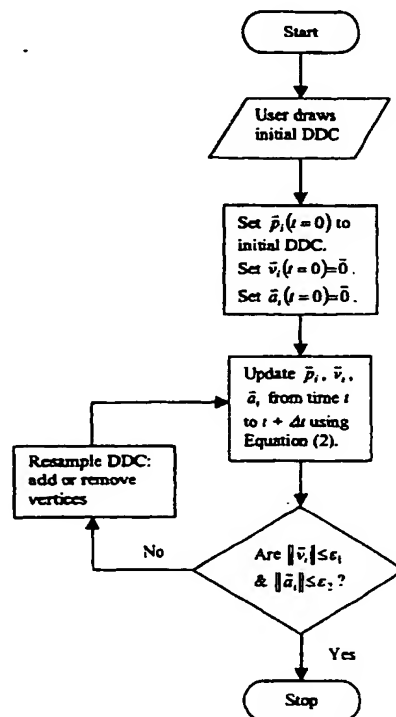 Start
User draws
initial DDC
Set p̄ᵢ(t = 0) to
initial DDC.
Set v̄ᵢ(t = 0)=0̄.
Set āᵢ(t = 0)=0̄.
Update p̄ᵢ, v̄ᵢ,
āᵢ from time t
to t + Δt using
Equation (2).
Resample DDC:
add or remove
vertices
No
Are ‖v̄ᵢ‖≤ε₁
& ‖āᵢ‖≤ε₂ ?
Yes
Stop